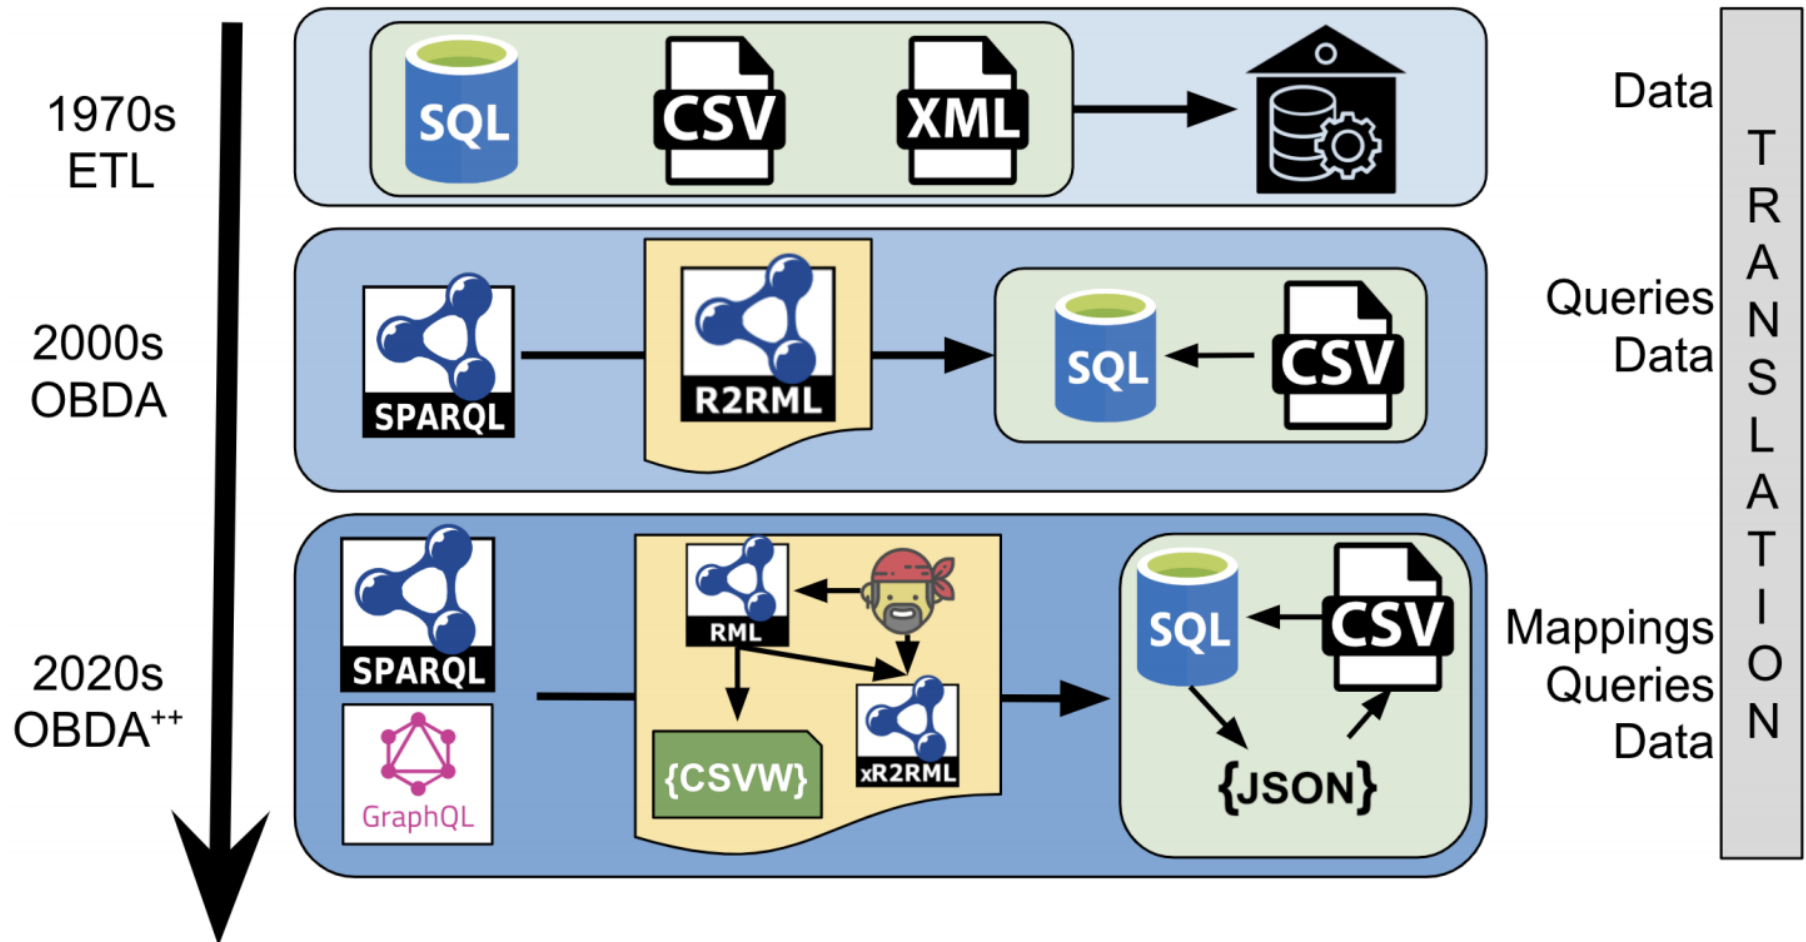 1970s
ETL
SQL
CSV
XML
Data
2000s
OBDA
SPARQL
R2RML
SQL
CSV
Queries
Data
2020s
OBDA++
SPARQL
GraphQL
RML
{CSVW}
xR2RML
SQL
CSV
{JSON}
Mappings
Queries
Data
TRANSLATION